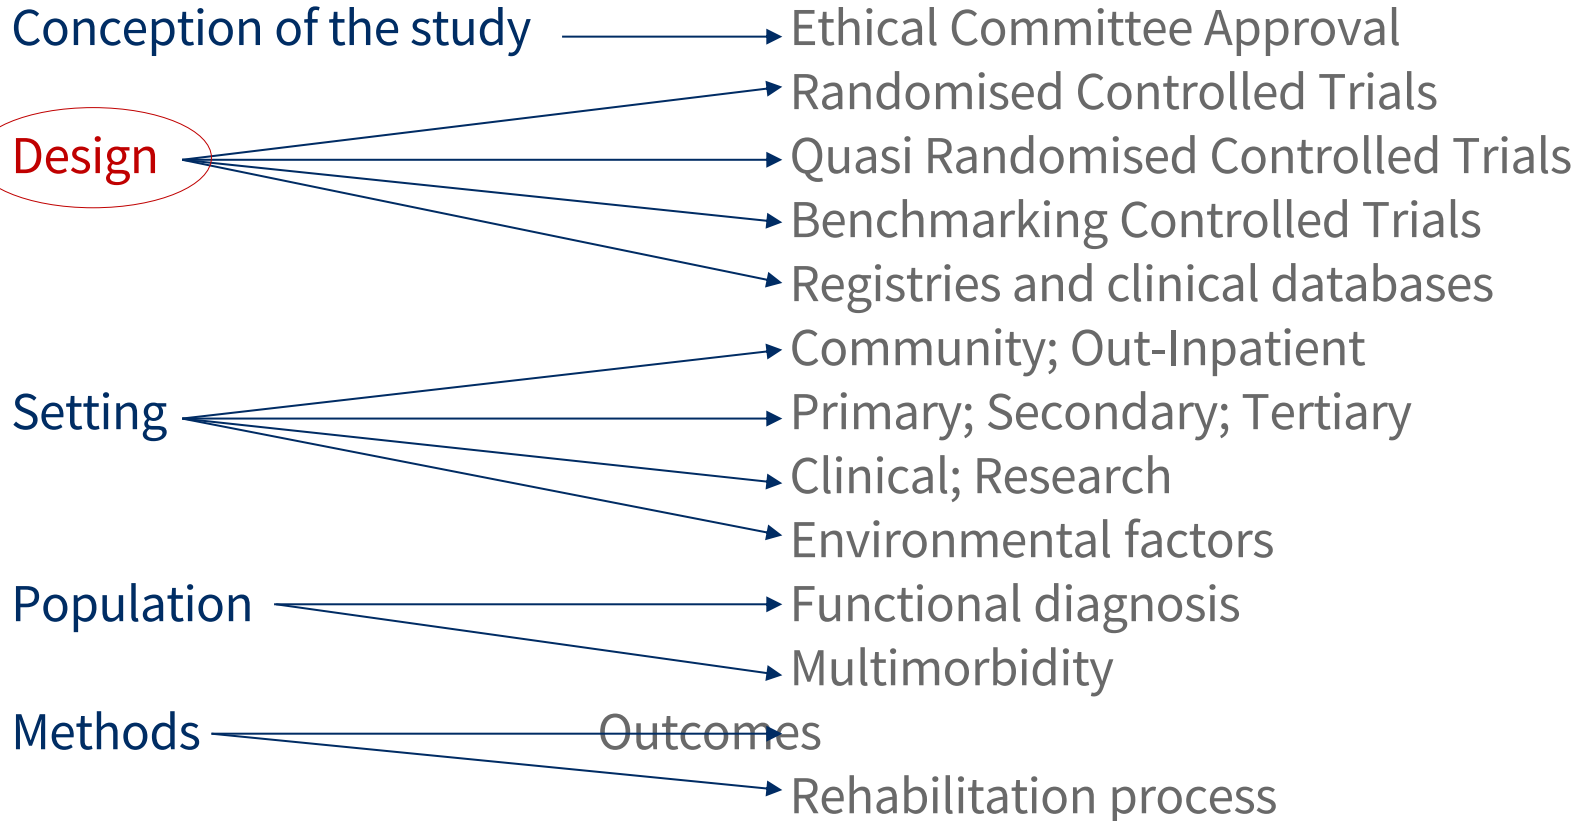 Conception of the study Ethical Committee Approval
Randomised Controlled Trials
Design Quasi Randomised Controlled Trials
Benchmarking Controlled Trials
Registries and clinical databases
Community; Out-Inpatient
Setting Primary; Secondary; Tertiary
Clinical; Research
Environmental factors
Population Functional diagnosis
Multimorbidity
Methods Outcomes
Rehabilitation process